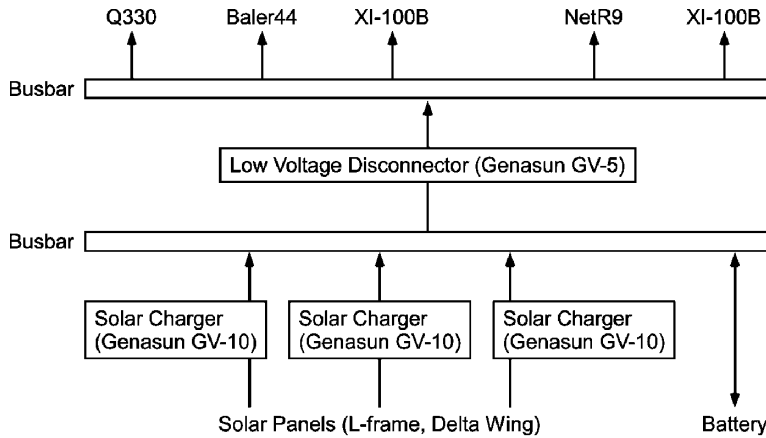 Q330 Baler44 XI-100B NetR9 XI-100B
Busbar
Low Voltage Disconnector (Genasun GV-5)
Busbar
Solar Charger
(Genasun GV-10)
Solar Charger
(Genasun GV-10)
Solar Charger
(Genasun GV-10)
Solar Panels (L-frame, Delta Wing)
Battery